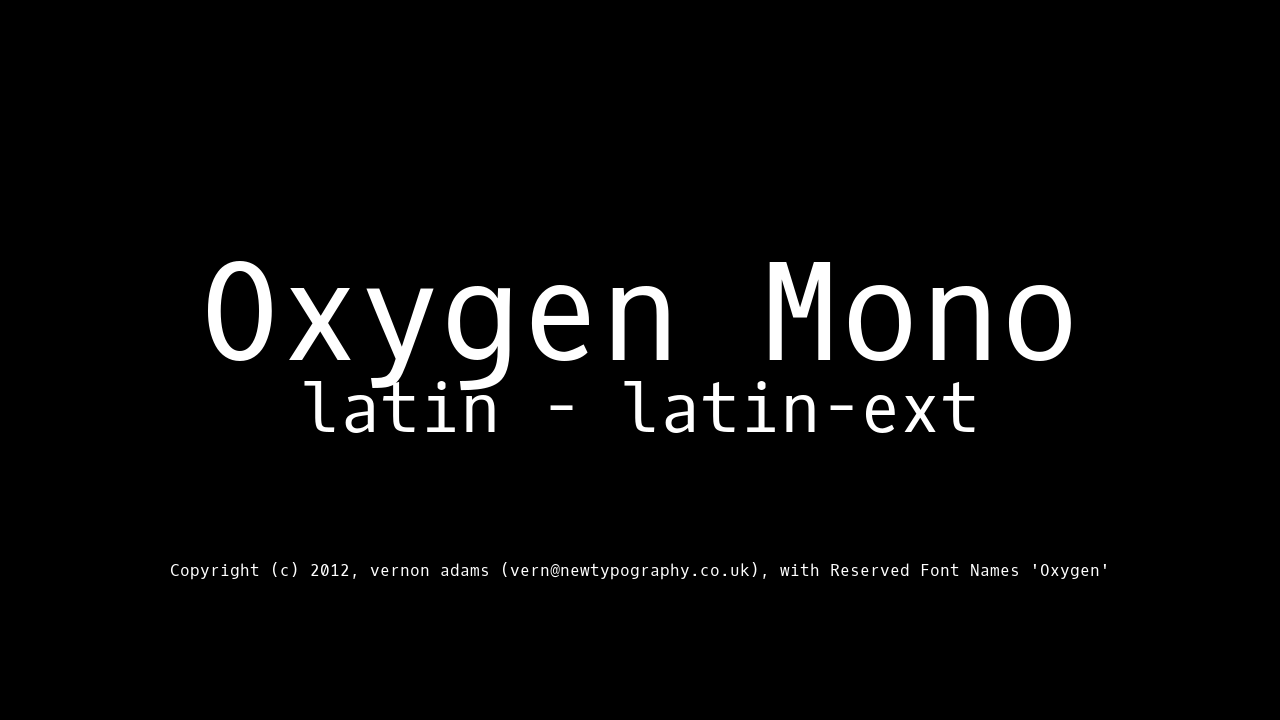 Oxygen Mono
latin - latin-ext
Copyright (c) 2012, vernon adams (vern@newtypography.co.uk), with Reserved Font Names 'Oxygen'